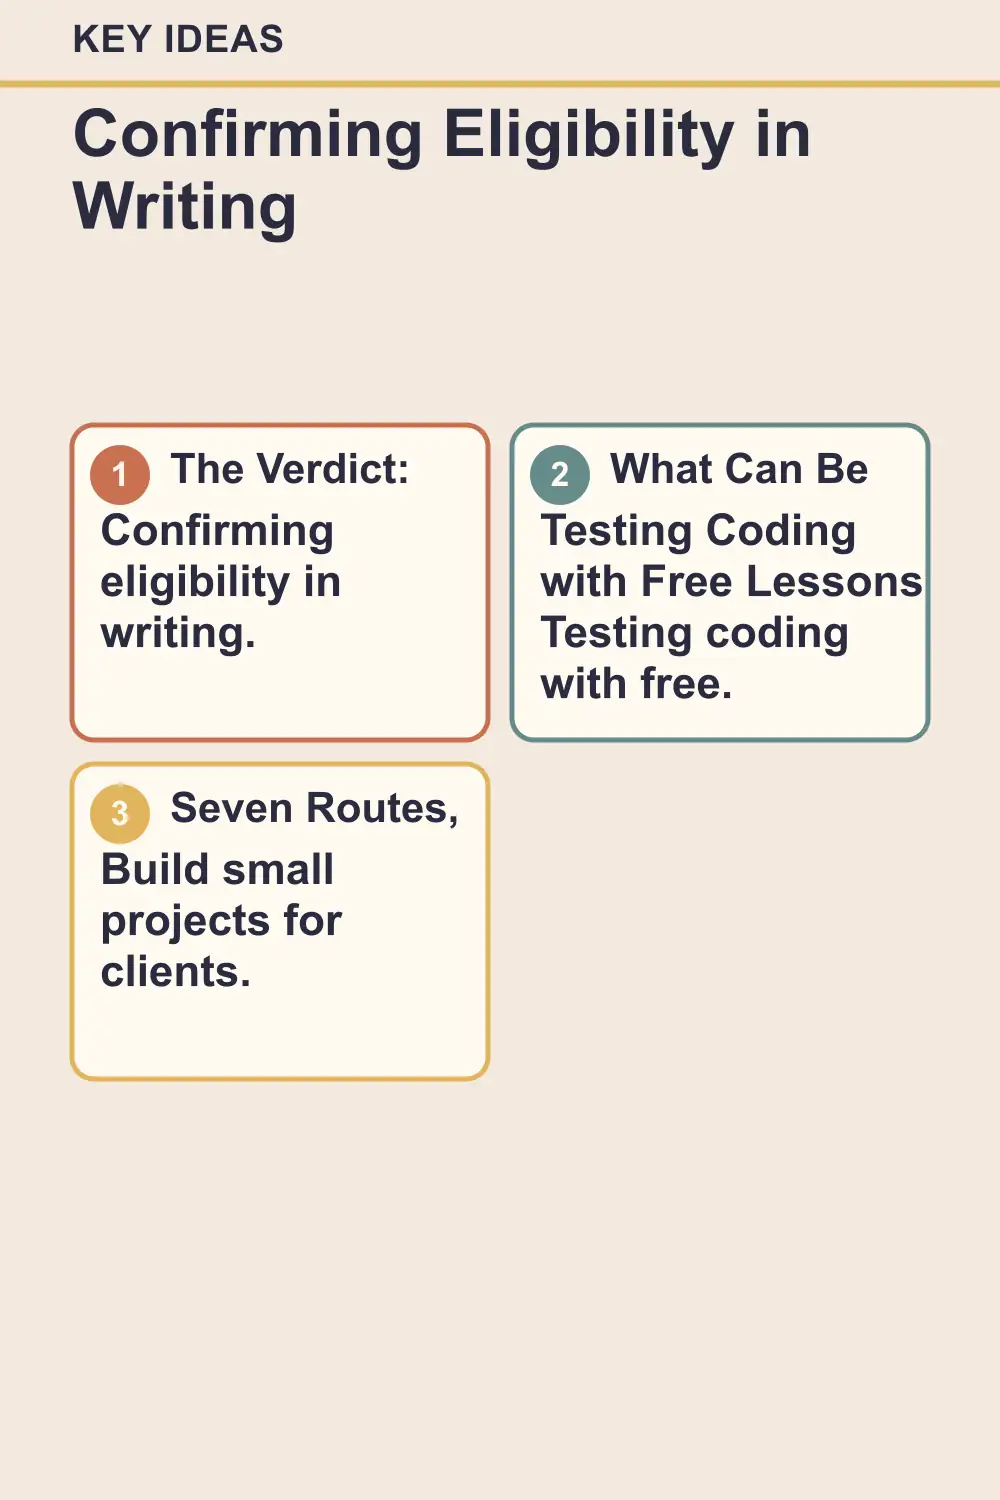 KEY IDEAS
Confirming Eligibility in
Writing
1 The Verdict:
Confirming
eligibility in
writing.
2 What Can Be
Testing Coding
with Free Lessons
Testing coding
with free.
3 Seven Routes,
Build small
projects for
clients.